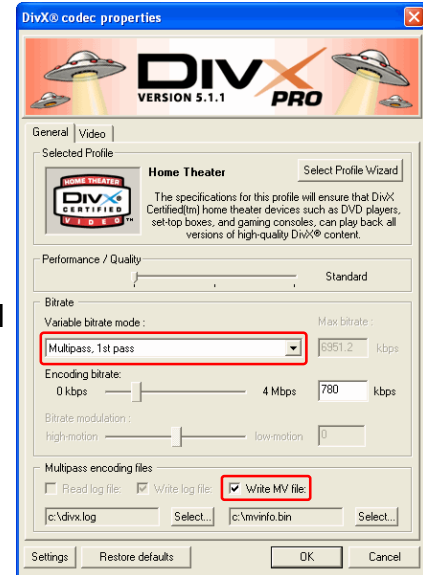 DivX® codec properties
DIVX
VERSION 5.1.1 PRO
General Video
Selected Profile
HOME THEATER
DIVX
CERTIFIED
VIDEO
Home Theater
Select Profile Wizard
The specifications for this profile will ensure that DivX
Certified(tm) home theater devices such as DVD players,
set-top boxes, and gaming consoles, can play back all
versions of high-quality DivX® content.
Performance / Quality
Standard
Bitrate
Variable bitrate mode :
Max bitrate :
Multipass, 1st pass
6951.2 kbps
Encoding bitrate:
0 kbps 4 Mbps 780 kbps
Bitrate modulation :
high-motion low-motion 0
Multipass encoding files
Read log file: Write log file: Write MV file:
c:\divx.log Select... c:\mvinfo.bin Select...
Settings Restore defaults OK Cancel